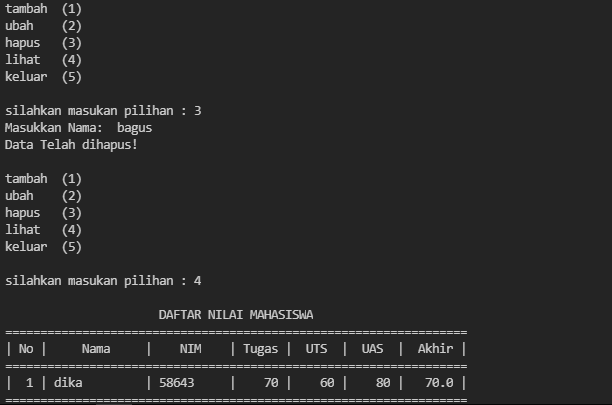 tambah  (1)
ubah    (2)
hapus   (3)
lihat   (4)
keluar  (5)
silahkan masukan pilihan : 3
Masukkan Nama:  bagus
Data Telah dihapus!
tambah  (1)
ubah    (2)
hapus   (3)
lihat   (4)
keluar  (5)
silahkan masukan pilihan : 4
DAFTAR NILAI MAHASISWA
==================================================================
| No |     Nama     |    NIM    | Tugas |  UTS  |  UAS  |  Akhir |
==================================================================
|  1 | dika         | 58643     |    70 |    60 |    80 |   70.0 |
==================================================================